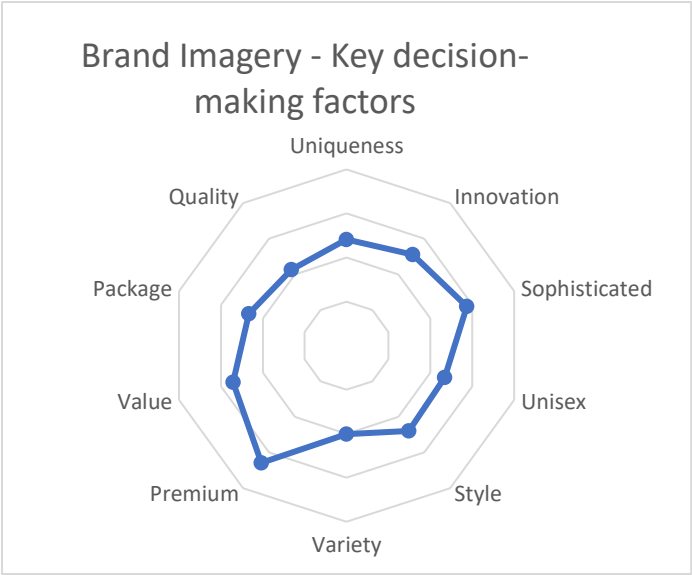 Brand Imagery - Key decision-
making factors
Uniqueness
Innovation
Sophisticated
Unisex
Style
Variety
Premium
Value
Package
Quality